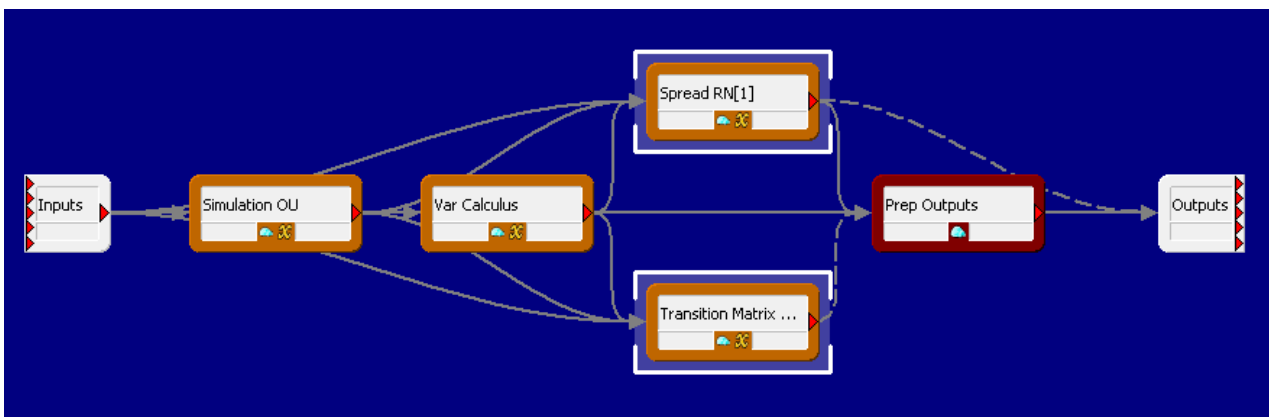 Spread RN[1]
Inputs
Simulation OU
Var Calculus
Prep Outputs
Outputs
Transition Matrix ...